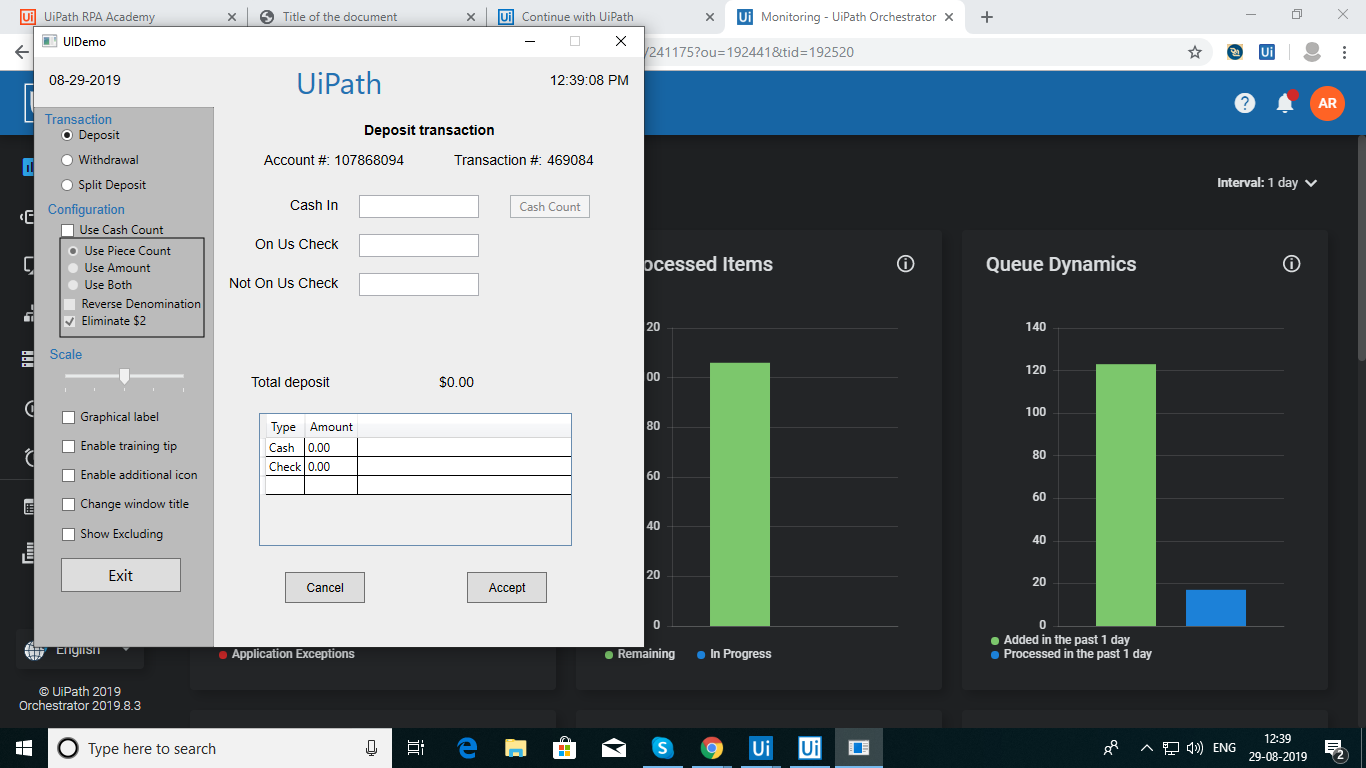 UiPath RPA Academy
Title of the document
Continue with UiPath
Monitoring - UiPath Orchestrator
/241175?ou=192441&tid=192520
UIDemo
08-29-2019
UiPath
12:39:08 PM
Transaction
Deposit
Withdrawal
Split Deposit
Configuration
Use Cash Count
Use Piece Count
Use Amount
Use Both
Reverse Denomination
Eliminate $2
Scale
Graphical label
Enable training tip
Enable additional icon
Change window title
Show Excluding
Exit
Deposit transaction
Account #: 107868094
Transaction #: 469084
Cash In
Cash Count
On Us Check
Not On Us Check
Total deposit
$0.00
Type Amount
Cash 0.00
Check 0.00
Cancel
Accept
AR
Interval: 1 day
ocessed Items
20
00
80
60
40
20
0
Remaining
In Progress
Queue Dynamics
140
120
100
80
60
40
20
0
Added in the past 1 day
Processed in the past 1 day
Application Exceptions
English
© UiPath 2019
Orchestrator 2019.8.3
Type here to search
ENG
12:39
29-08-2019
2